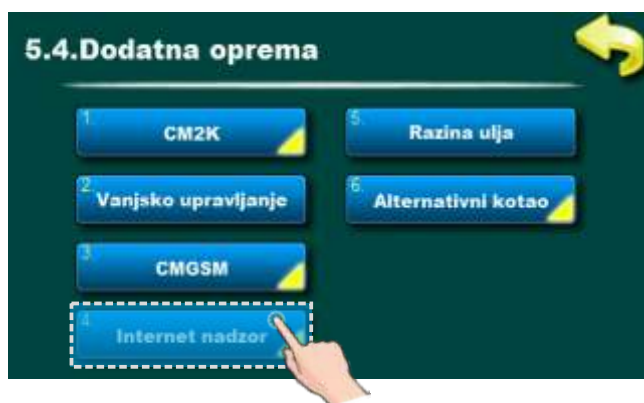 5.4.Dodatna oprema
1. CM2K
5. Razina ulja
2. Vanjsko upravljanje
6. Alternativni kotao
3. CMGSM
4. Internet nadzor